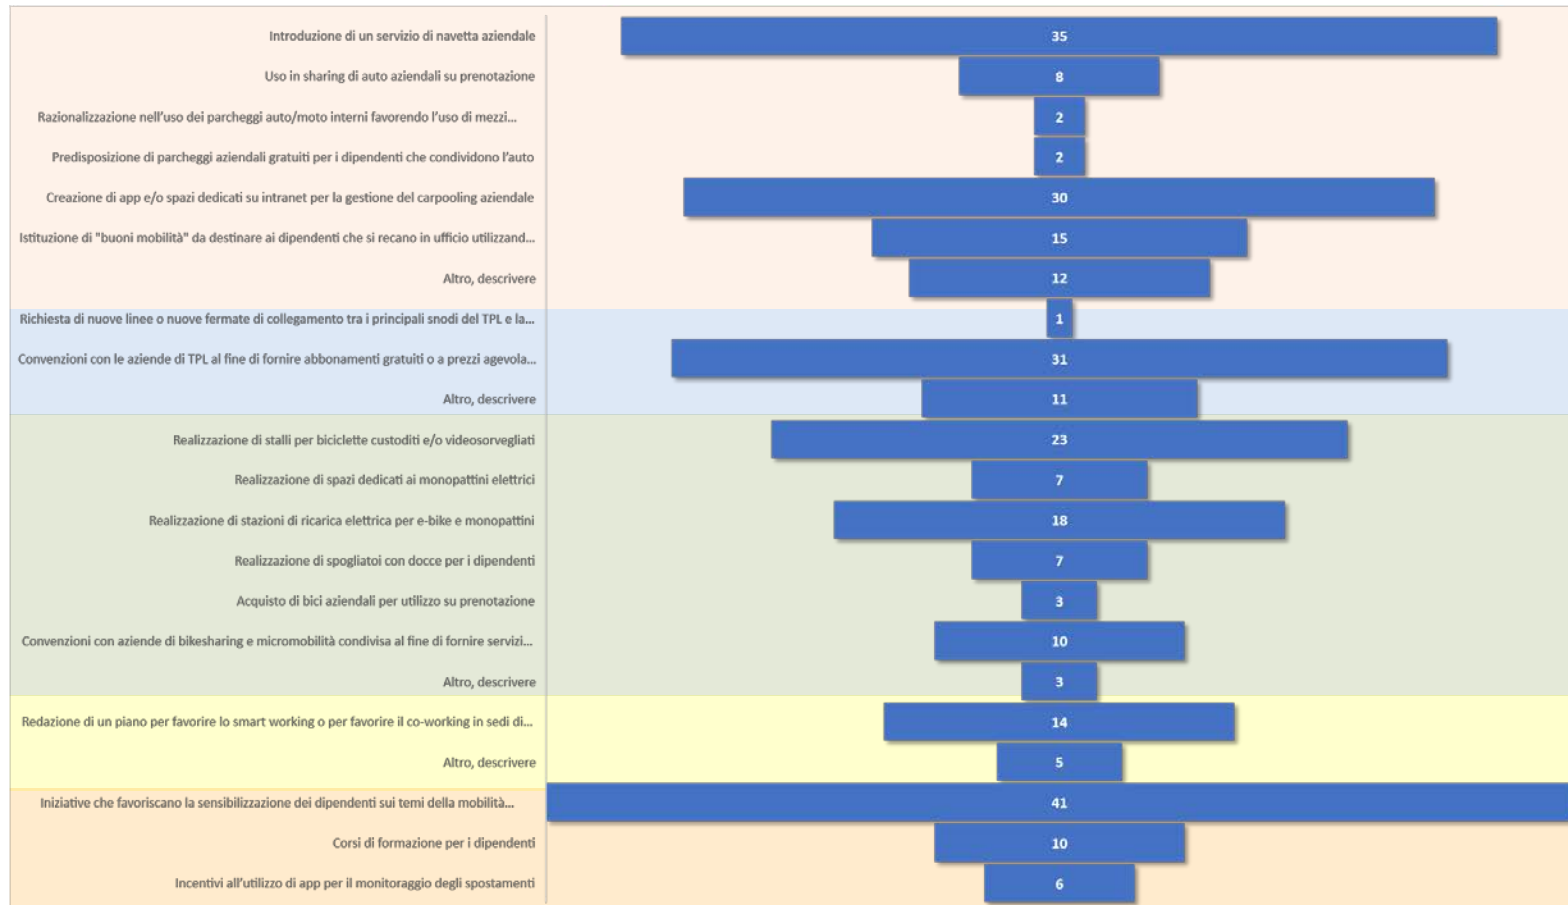 Introduzione di un servizio di navetta aziendale 35
Uso in sharing di auto aziendali su prenotazione 8
Razionalizzazione nell'uso dei parcheggi auto/moto interni favorendo l'uso di mezzi... 2
Predisposizione di parcheggi aziendali gratuiti per i dipendenti che condividono l'auto 2
Creazione di app e/o spazi dedicati su intranet per la gestione del carpooling aziendale 30
Istituzione di "buoni mobilità" da destinare ai dipendenti che si recano in ufficio utilizzand... 15
Altro, descrivere 12
Richiesta di nuove linee o nuove fermate di collegamento tra i principali snodi del TPL e la... 1
Convenzioni con le aziende di TPL al fine di fornire abbonamenti gratuiti o a prezzi agevola... 31
Altro, descrivere 11
Realizzazione di stalli per biciclette custoditi e/o videosorvegliati 23
Realizzazione di spazi dedicati ai monopattini elettrici 7
Realizzazione di stazioni di ricarica elettrica per e-bike e monopattini 18
Realizzazione di spogliatoi con docce per i dipendenti 7
Acquisto di bici aziendali per utilizzo su prenotazione 3
Convenzioni con aziende di bikesharing e micromobilità condivisa al fine di fornire servizi... 10
Altro, descrivere 3
Redazione di un piano per favorire lo smart working o per favorire il co-working in sedi di... 14
Altro, descrivere 5
Iniziative che favoriscano la sensibilizzazione dei dipendenti sui temi della mobilità... 41
Corsi di formazione per i dipendenti 10
Incentivi all'utilizzo di app per il monitoraggio degli spostamenti 6